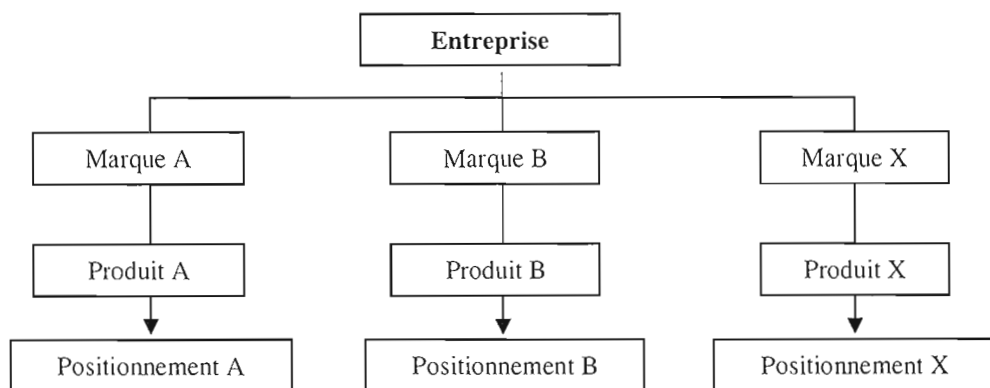 Entreprise
Marque A
Marque B
Marque X
Produit A
Produit B
Produit X
Positionnement A
Positionnement B
Positionnement X